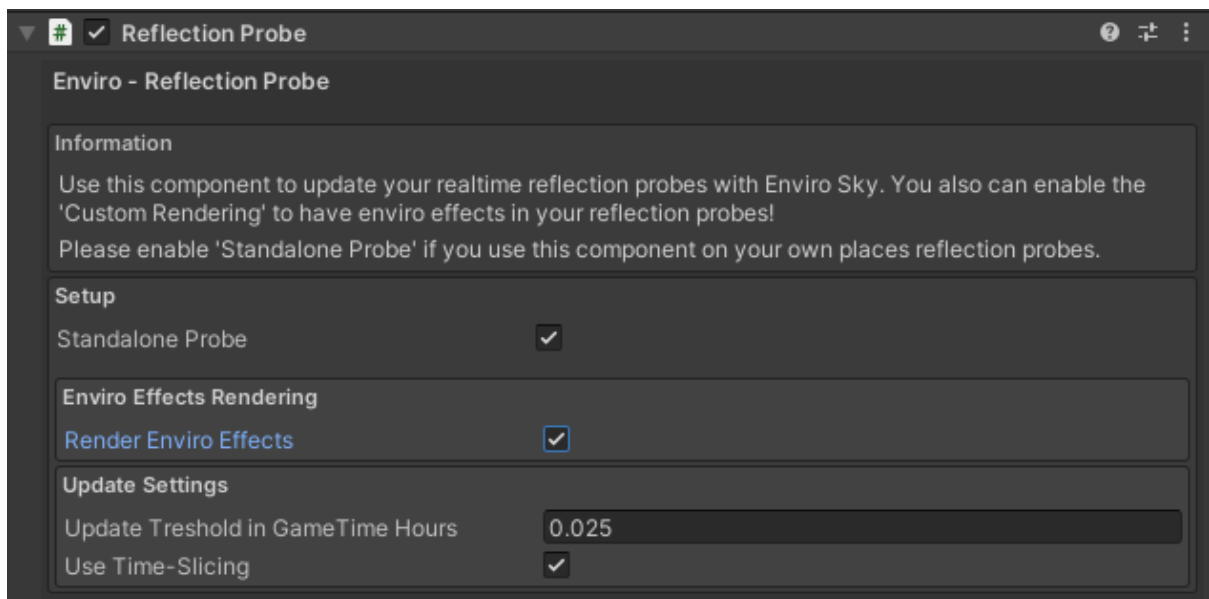 Reflection Probe
Enviro - Reflection Probe
Information
Use this component to update your realtime reflection probes with Enviro Sky. You also can enable the
'Custom Rendering' to have enviro effects in your reflection probes!
Please enable 'Standalone Probe' if you use this component on your own places reflection probes.
Setup
Standalone Probe
Enviro Effects Rendering
Render Enviro Effects
Update Settings
Update Treshold in GameTime Hours 0.025
Use Time-Slicing